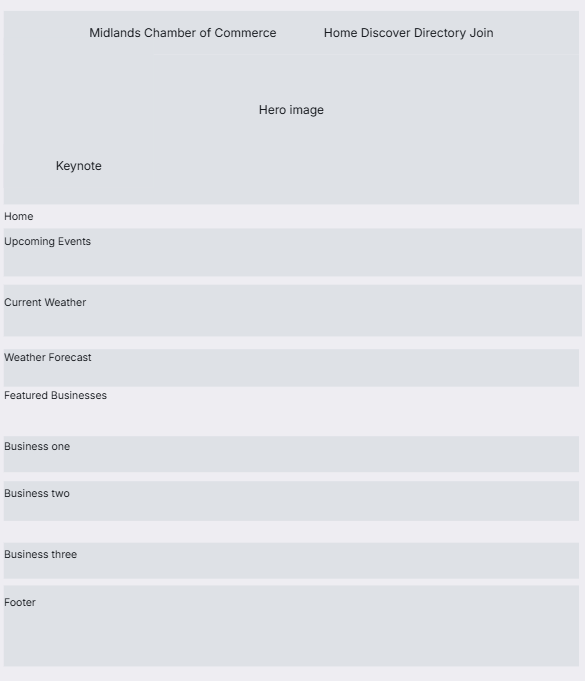 Midlands Chamber of Commerce Home Discover Directory Join
Hero image
Keynote
Home
Upcoming Events
Current Weather
Weather Forecast
Featured Businesses
Business one
Business two
Business three
Footer